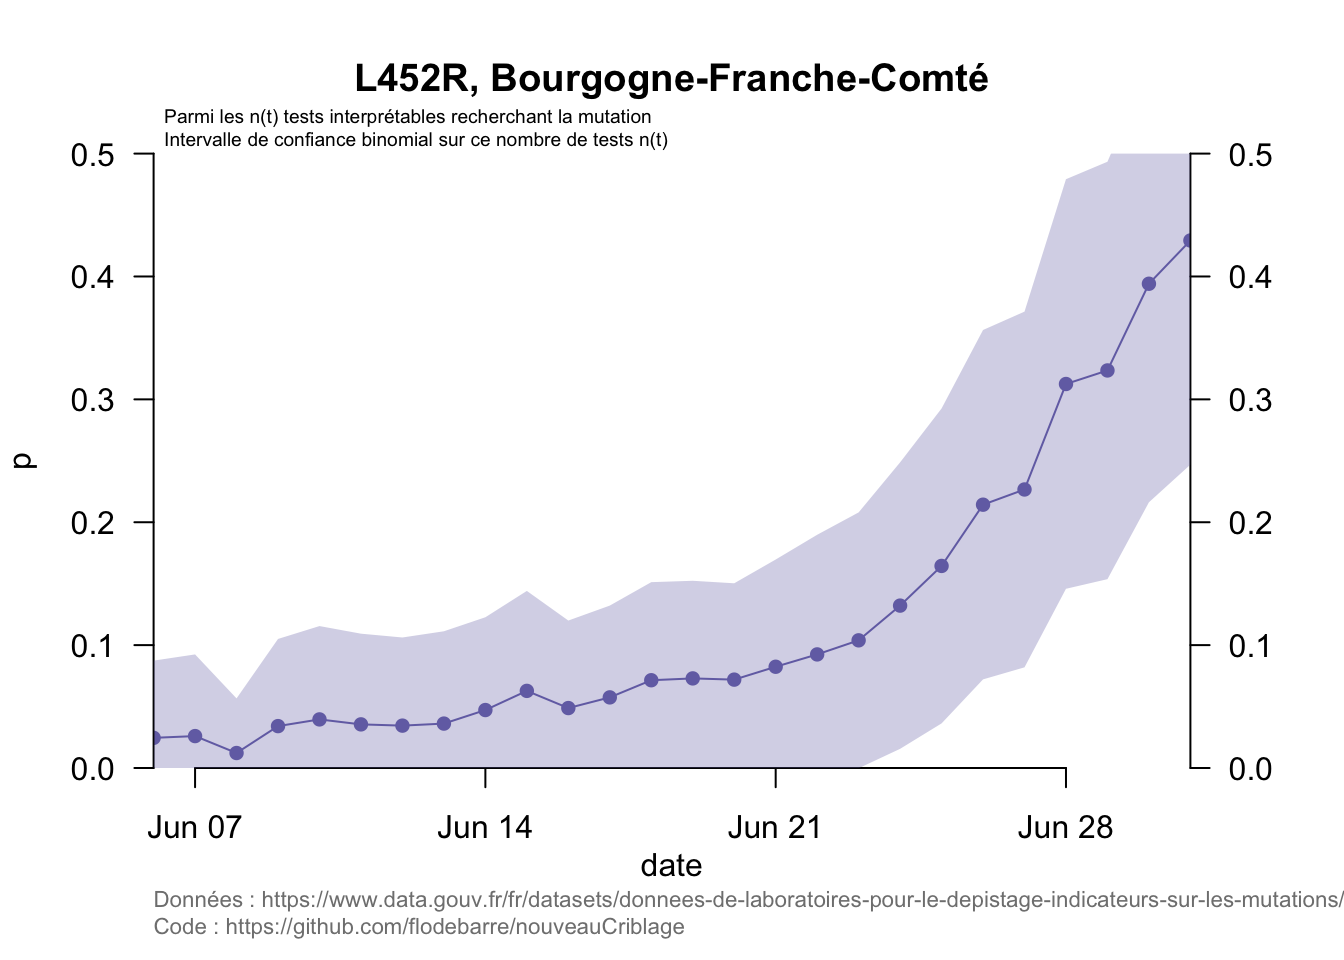 L452R, Bourgogne-Franche-Comté
Parmi les n(t) tests interprétables recherchant la mutation
Intervalle de confiance binomial sur ce nombre de tests n(t)
0.5 0.5
0.4 0.4
0.3 0.3
p
0.2 0.2
0.1 0.1
0.0 0.0
Jun 07 Jun 14 Jun 21 Jun 28
date
Données : https://www.data.gouv.fr/fr/datasets/donnees-de-laboratoires-pour-le-depistage-indicateurs-sur-les-mutations/
Code : https://github.com/flodebarre/nouveauCriblage